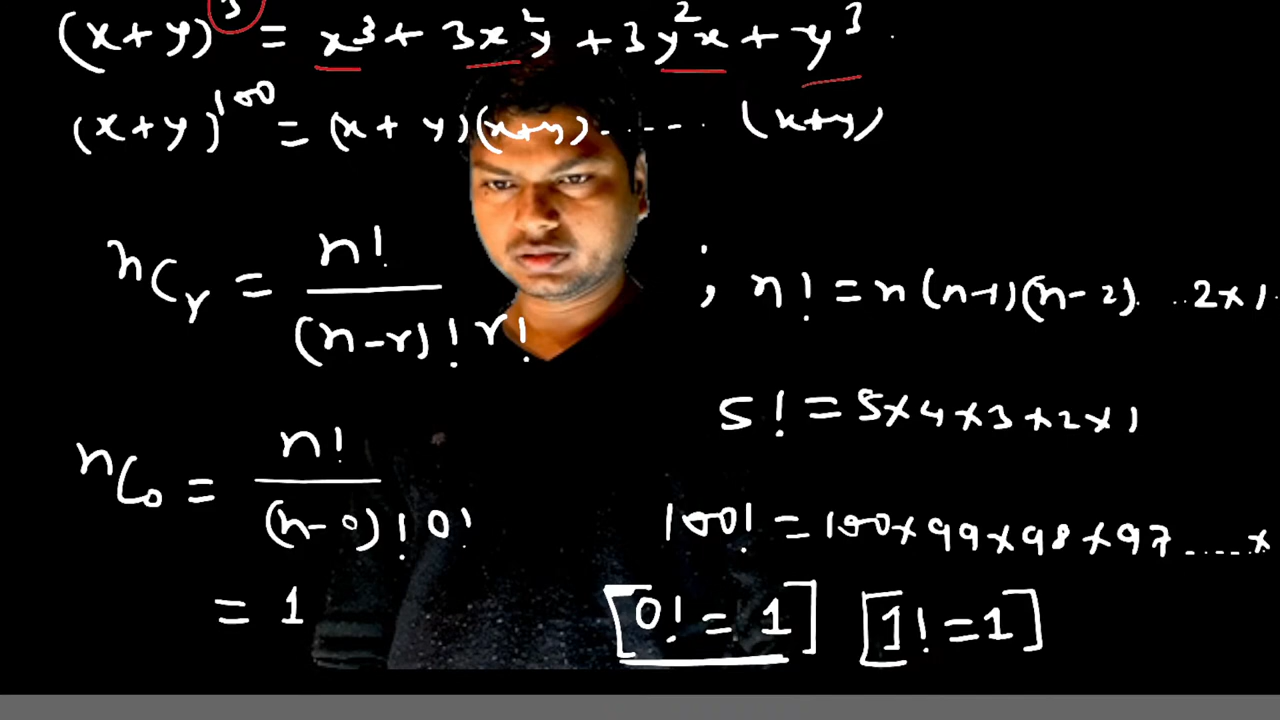 (x+y)³ = x³ + 3x²y + 3y²x + y³.
(x+y)¹⁰⁰ = (x+y)(x+y)...... (x+y)
ⁿCᵣ = n! / (n-r)! r! ; n! = n(n-1)(n-2)...2×1.
5! = 5×4×3×2×1
ⁿC₀ = n! / (n-0)! 0!
100! = 100×99×98×97.....×
= 1 [0! = 1] [1! = 1]